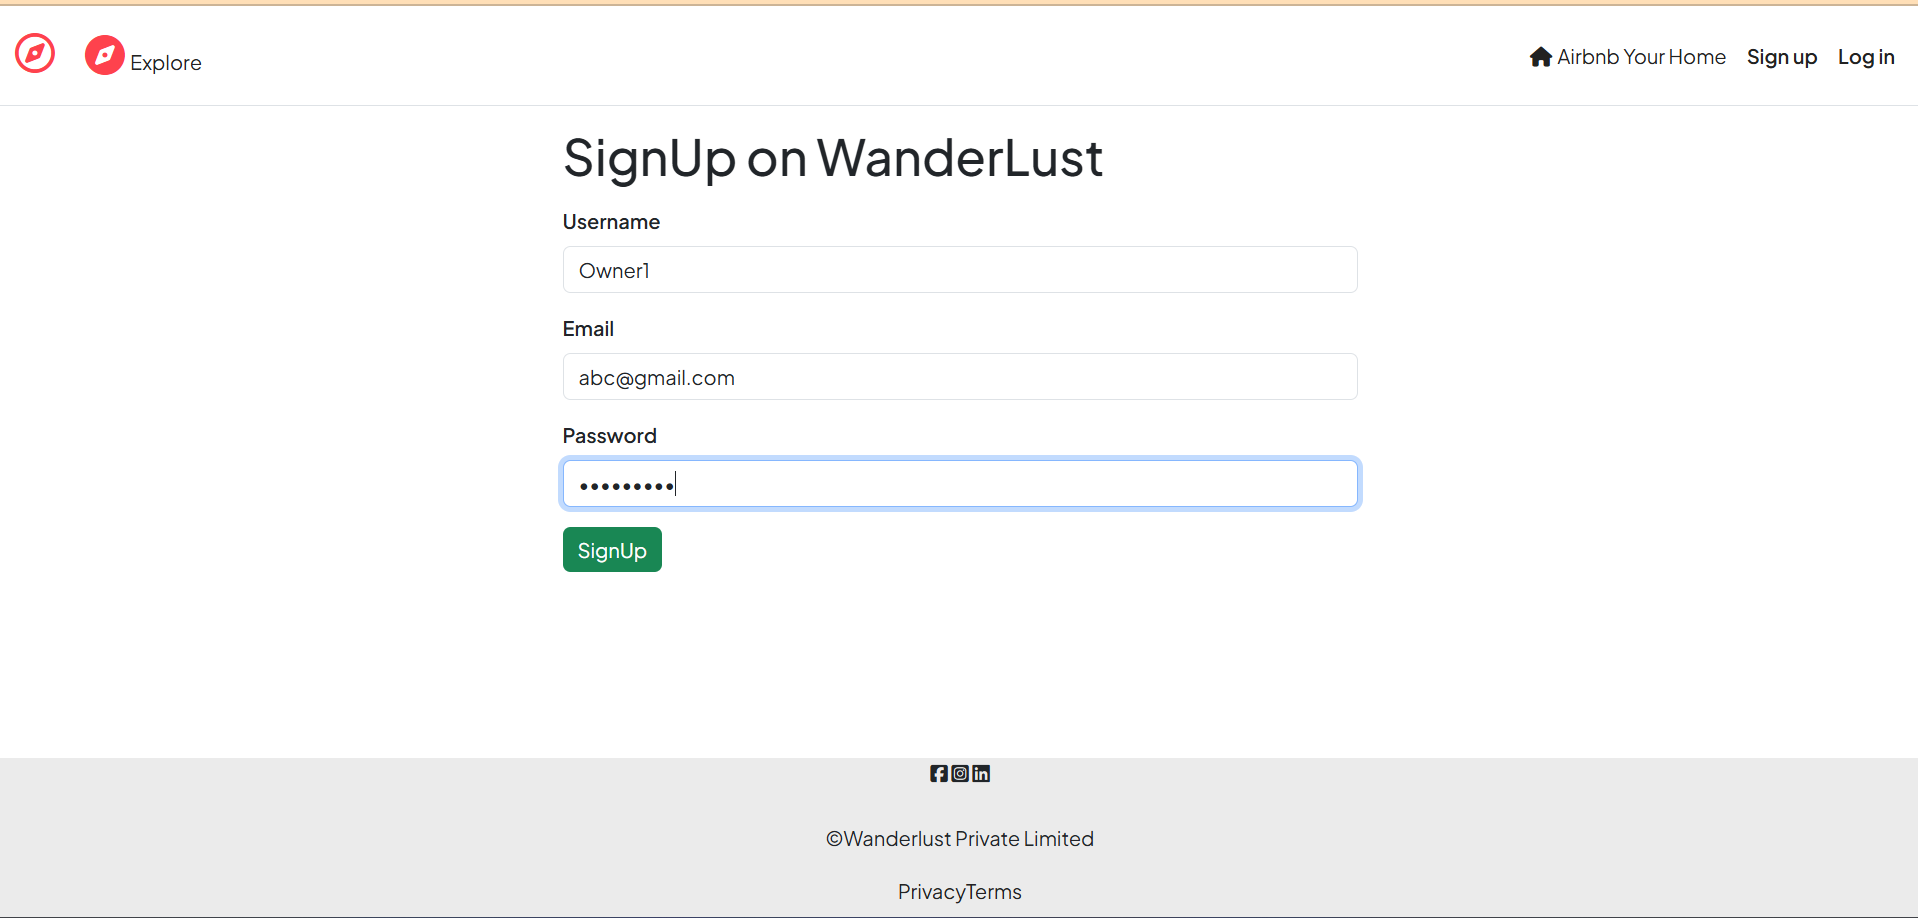 Explore
Airbnb Your Home Sign up Log in
SignUp on WanderLust
Username
Owner1
Email
abc@gmail.com
Password
•••••••••
SignUp
©Wanderlust Private Limited
PrivacyTerms